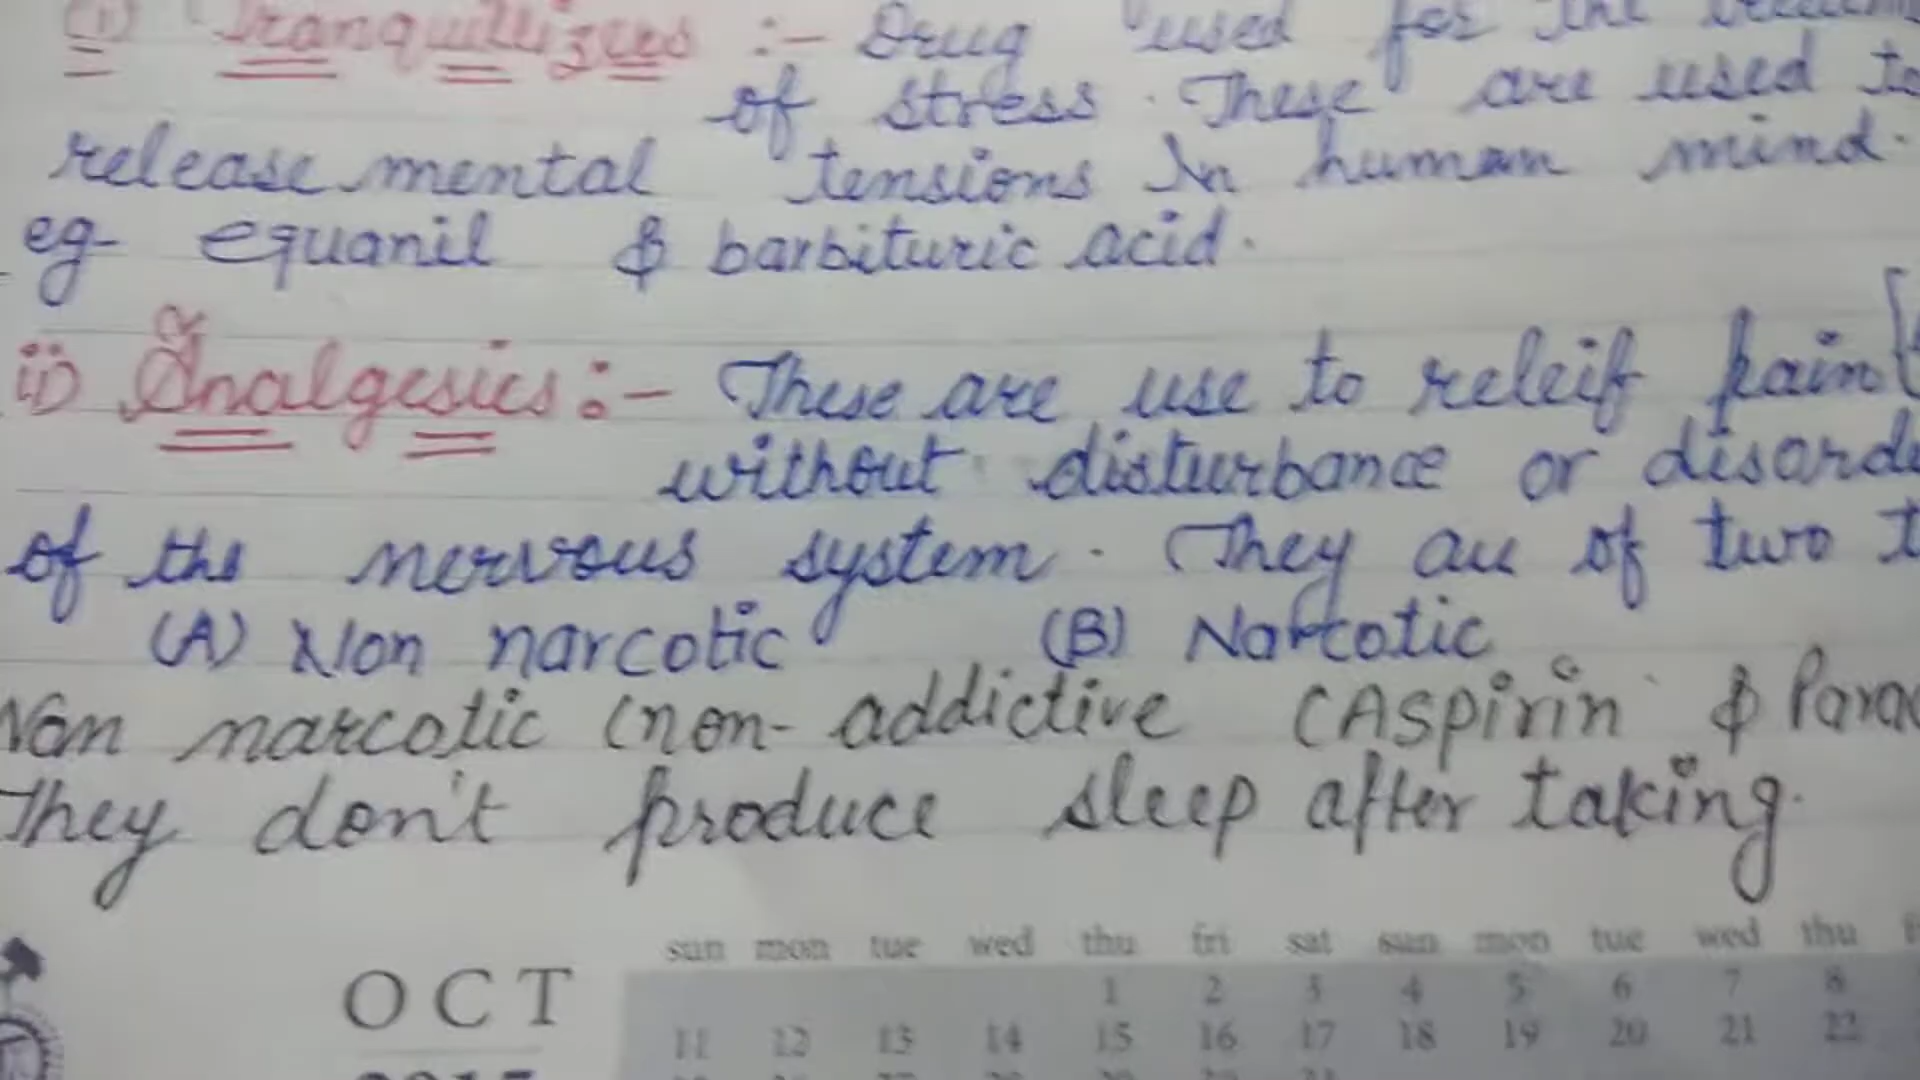 (i) Tranquillizers :- Drug used for the
of stress. These are used to
release mental tensions In human mind.
eg- equanil & barbituric acid.
ii) Analgesics :- These are use to releif pain
without disturbance or
of the nervous system. They are of two
(A) Non narcotic (B) Narcotic
Non narcotic (non-addictive (Aspirin &
They don't produce sleep after taking.
OCT
sun mon tue wed thu fri sat sun mon tue wed thu
1 2 3 4 5 6 7 8
11 12 13 14 15 16 17 18 19 20 21 22